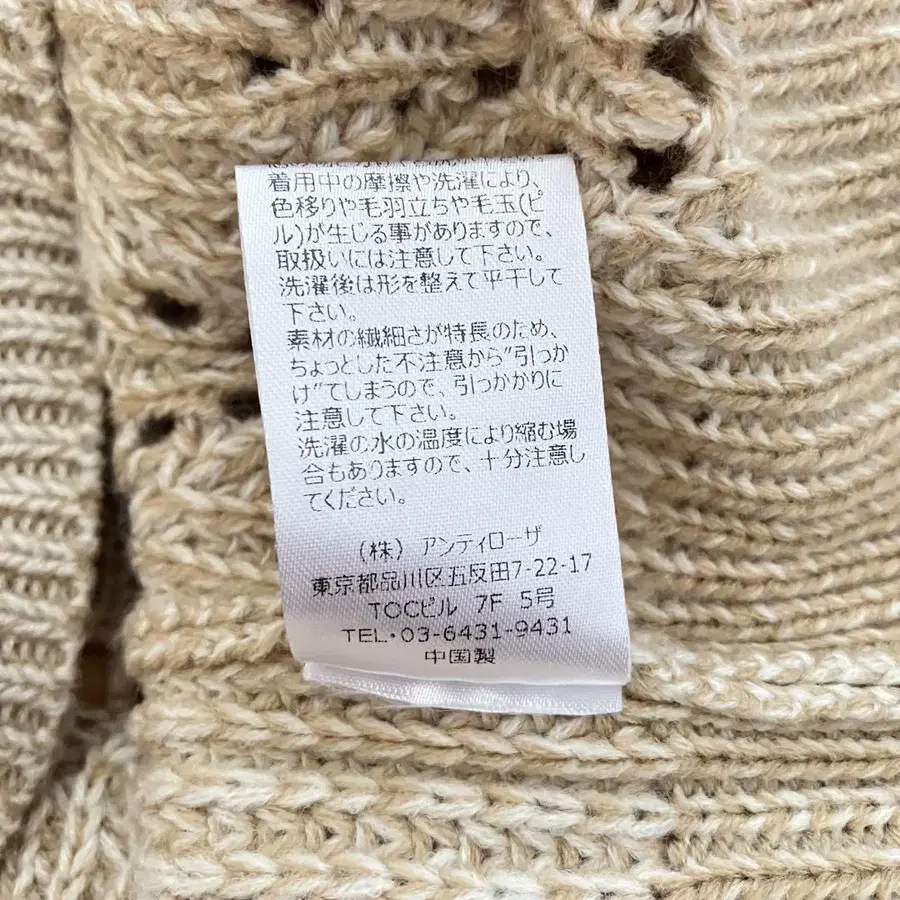 着用中の摩擦や洗濯により、
色移りや毛羽立ちや毛玉(ピ
ル)が生じる事がありますので、
取扱いには注意して下さい。
洗濯後は形を整えて平干して
下さい。
素材の繊細さが特長のため、
ちょっとした不注意から"引っか
け"てしまうので、引っかかりに
注意して下さい。
洗濯の水の温度により縮む場
合もありますので、十分注意し
てください。
(株) アンティローザ
東京都品川区五反田7-22-17
TOCビル 7F 5号
TEL・03-6431-9431
中国製